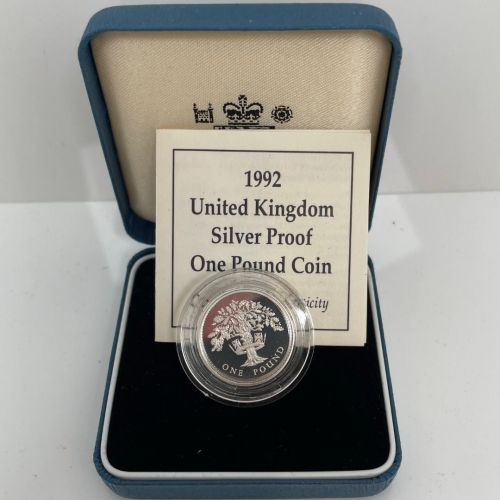 1992
United Kingdom
Silver Proof
One Pound Coin
ONE POUND